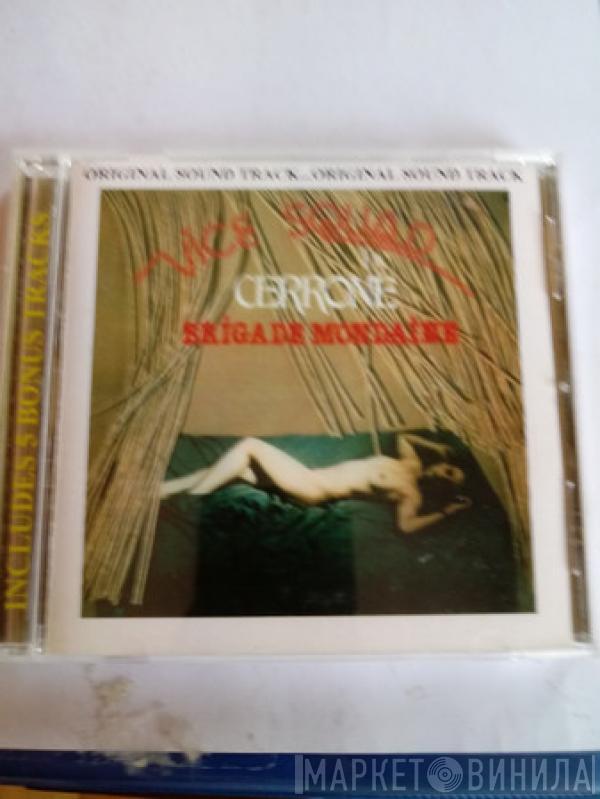 ORIGINAL SOUND TRACK...ORIGINAL SOUND TRACK
VICE SQUAD
CERRONE
BRIGADE MONDAINE
INCLUDES 5 BONUS TRACKS
МАРКЕТ ВИНИЛА